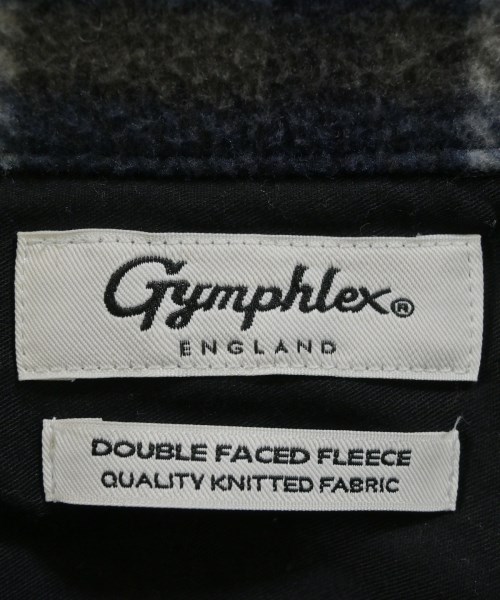 Gymphlex®
ENGLAND
DOUBLE FACED FLEECE
QUALITY KNITTED FABRIC